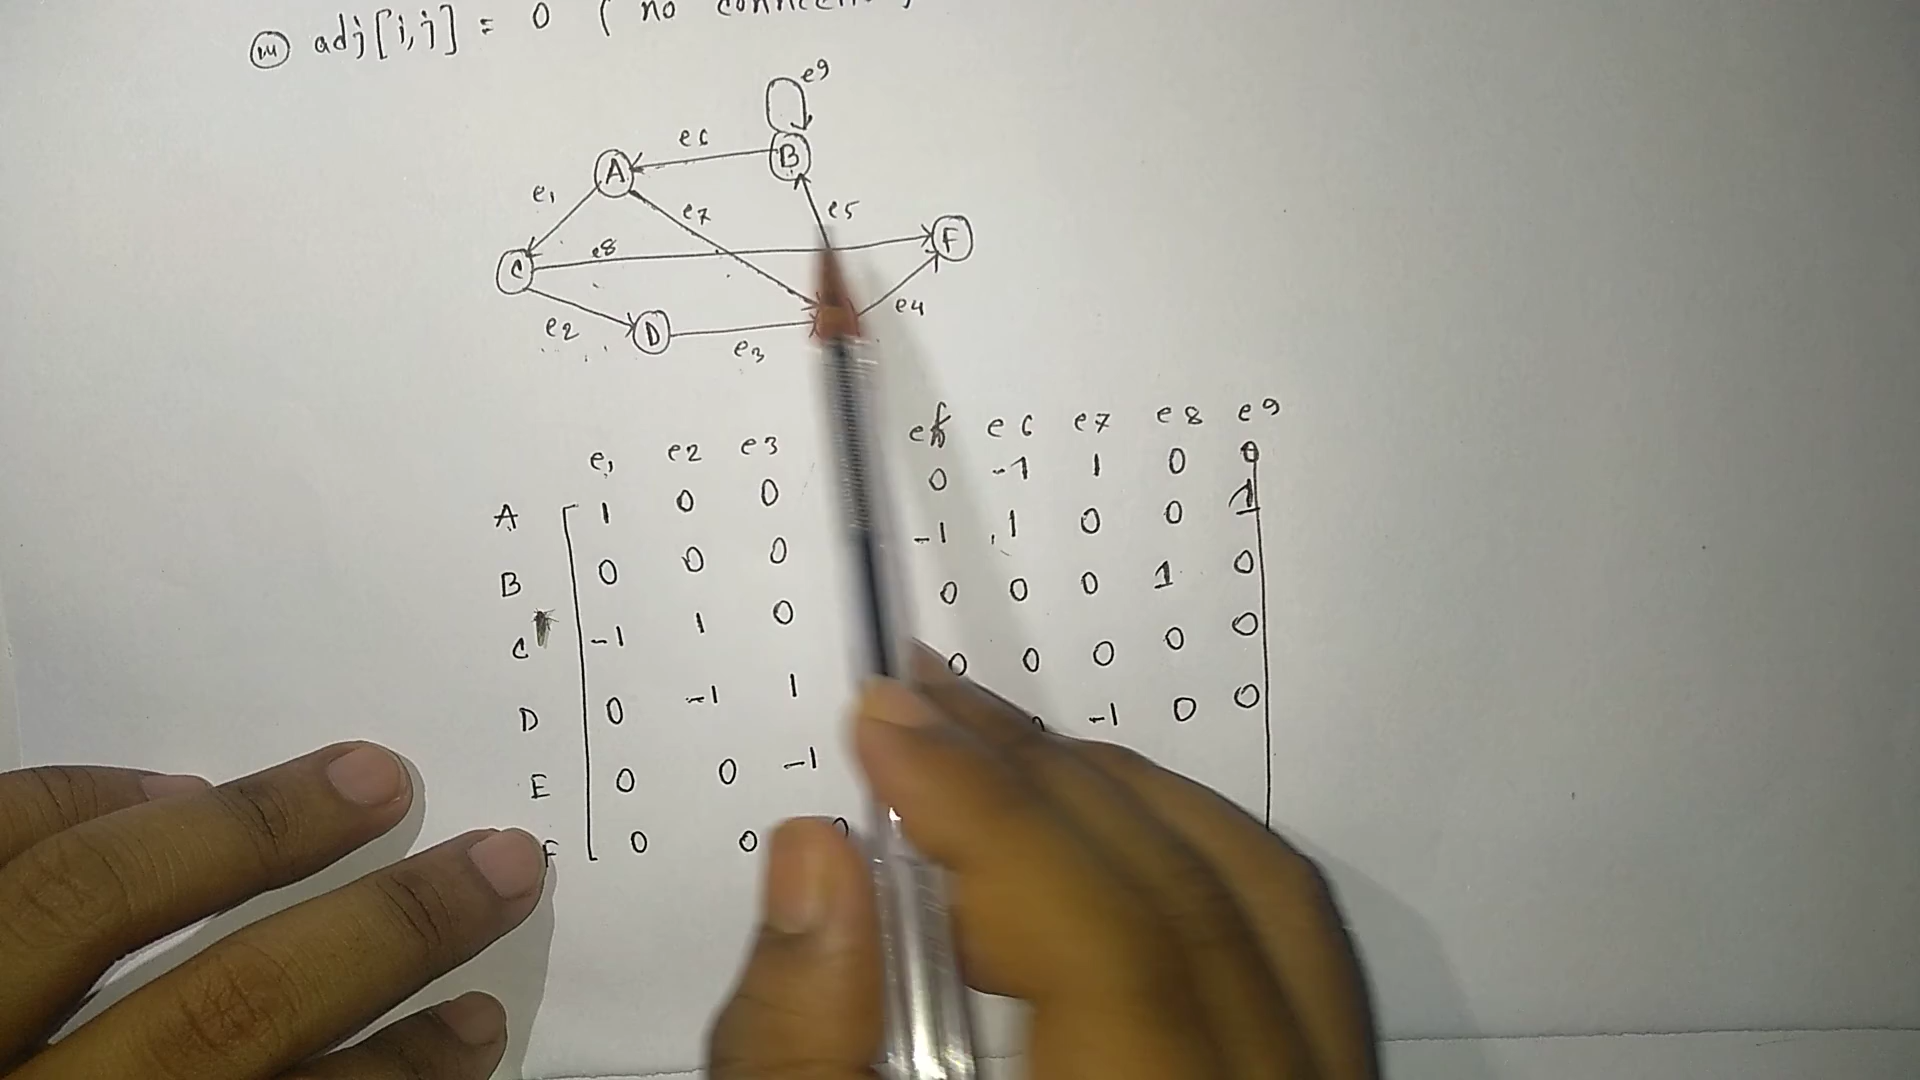 (iii) adj[i,j] = 0 ( no
e9
e6
A B
e1 e7 e5
e8 F
C
e4
e2 D
e3
e1 e2 e3 e5 e6 e7 e8 e9
A 1 0 0 0 -1 1 0 0
B 0 0 0 -1 1 0 0 1
C -1 1 0 0 0 0 1 0
D 0 -1 1 0 0 0 0 0
E 0 0 -1 -1 0 0
F 0 0